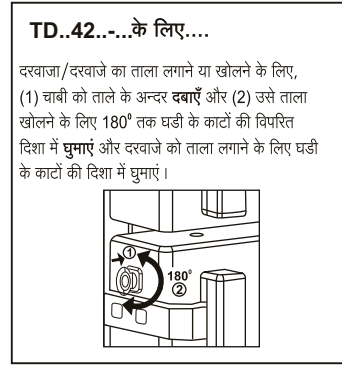 TD..42..-...के लिए....
दरवाजा/दरवाजे का ताला लगाने या खोलने के लिए,
(1) चाबी को ताले के अन्दर दबाएँ और (2) उसे ताला
खोलने के लिए 180° तक घडी के काटों की विपरित
दिशा में घुमाएं और दरवाजे को ताला लगाने के लिए घडी
के काटों की दिशा में घुमाएं ।
1
180°
2